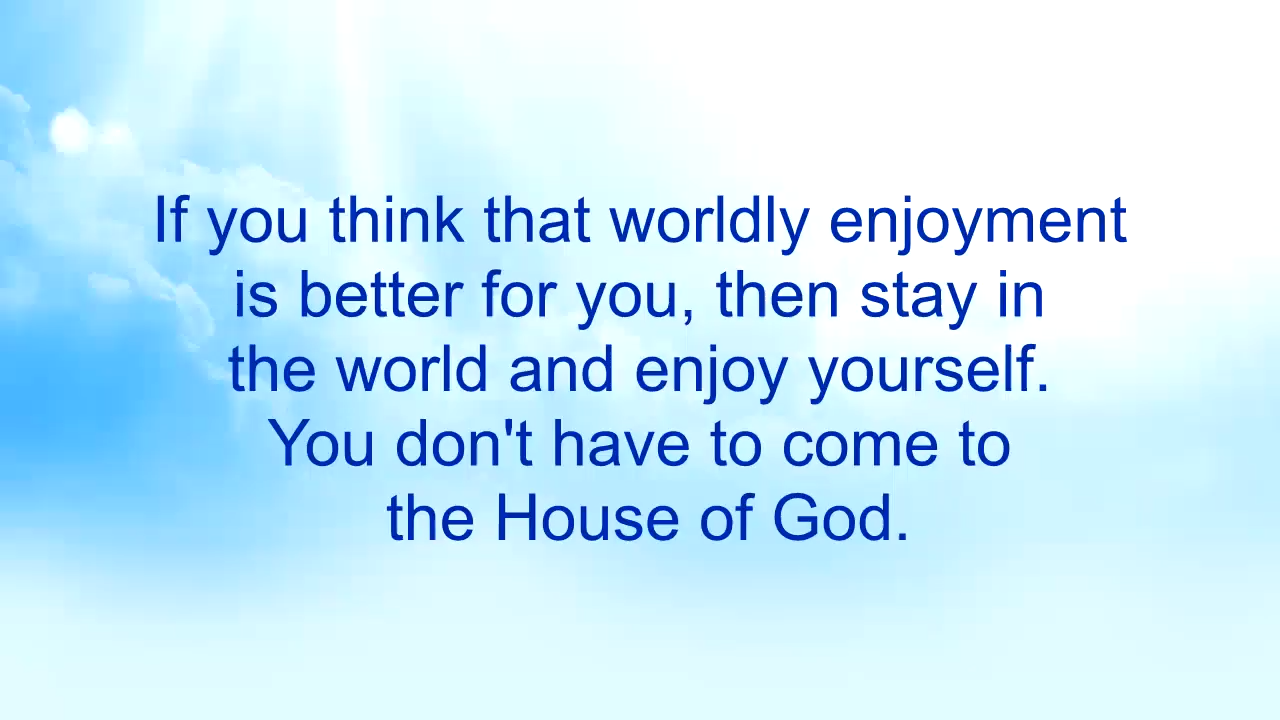 If you think that worldly enjoyment
is better for you, then stay in
the world and enjoy yourself.
You don't have to come to
the House of God.